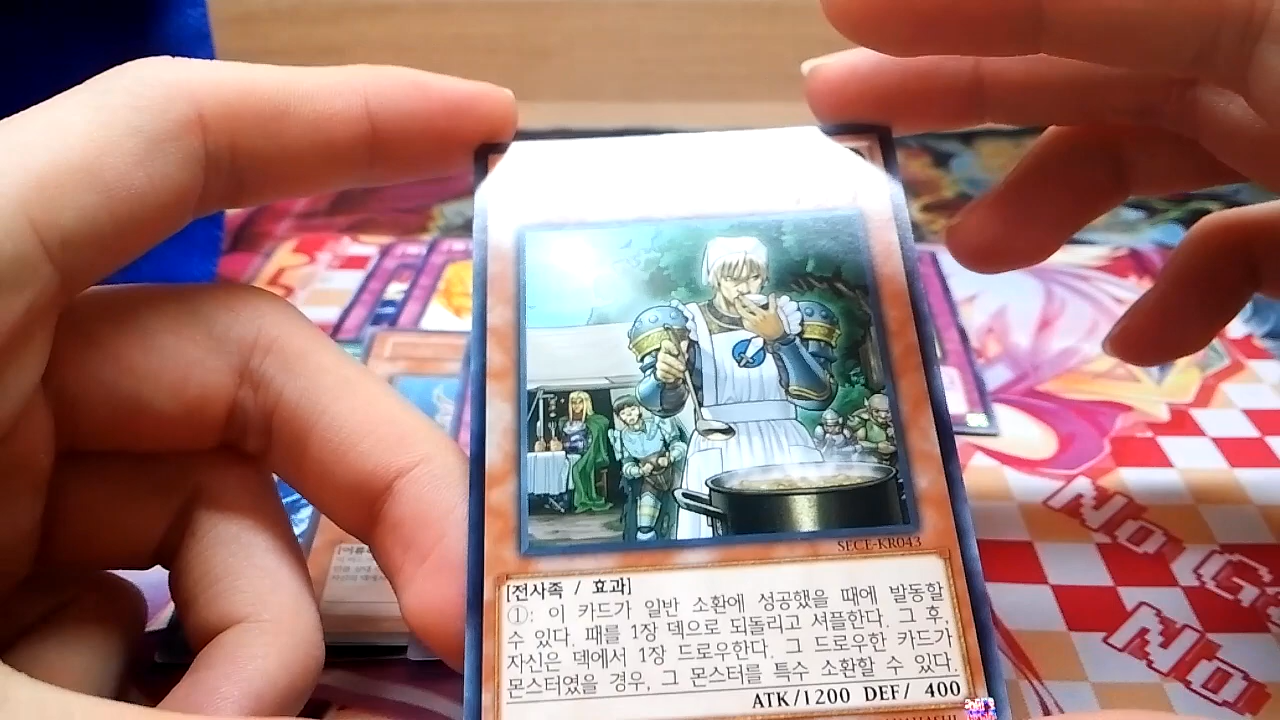 SECE-KR043
[전사족 / 효과]
①: 이 카드가 일반 소환에 성공했을 때에 발동할
수 있다. 패를 1장 덱으로 되돌리고 셔플한다. 그 후,
자신은 덱에서 1장 드로우한다. 그 드로우한 카드가
몬스터였을 경우, 그 몬스터를 특수 소환할 수 있다.
ATK/1200 DEF/ 400
No G
No